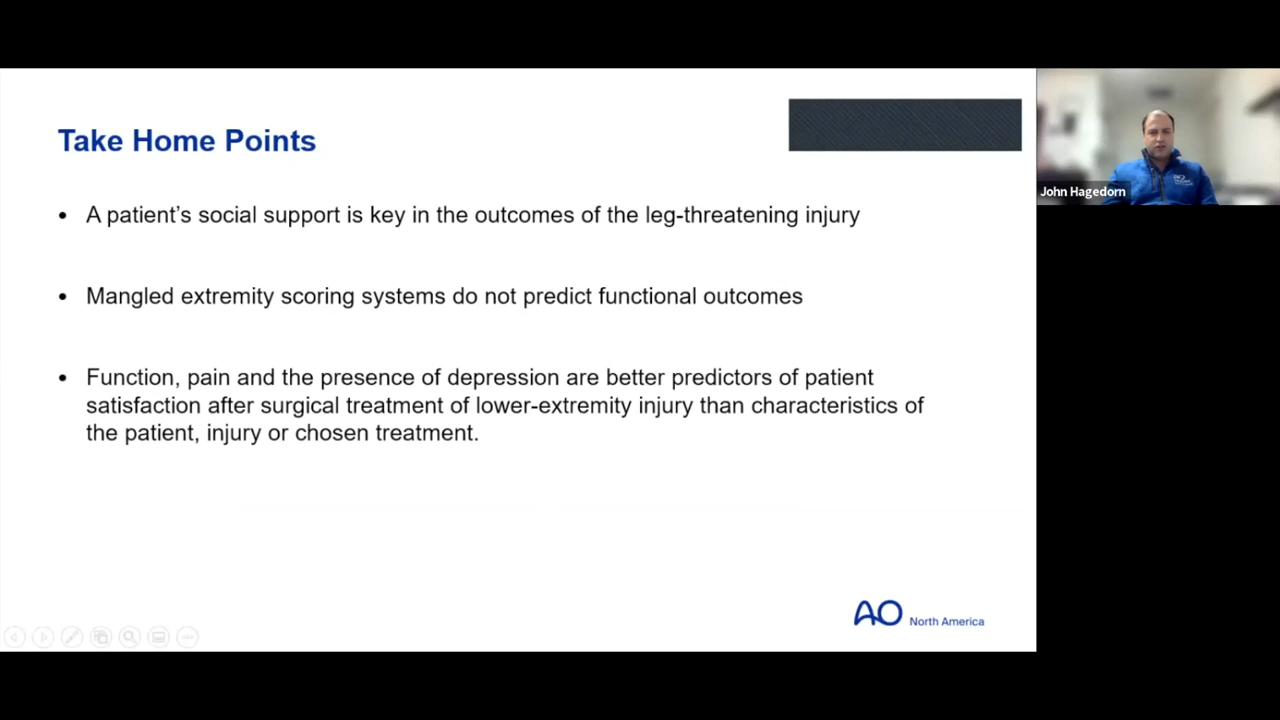 Take Home Points
• A patient's social support is key in the outcomes of the leg-threatening injury
• Mangled extremity scoring systems do not predict functional outcomes
• Function, pain and the presence of depression are better predictors of patient
satisfaction after surgical treatment of lower-extremity injury than characteristics of
the patient, injury or chosen treatment.
AO North America
John Hagedorn